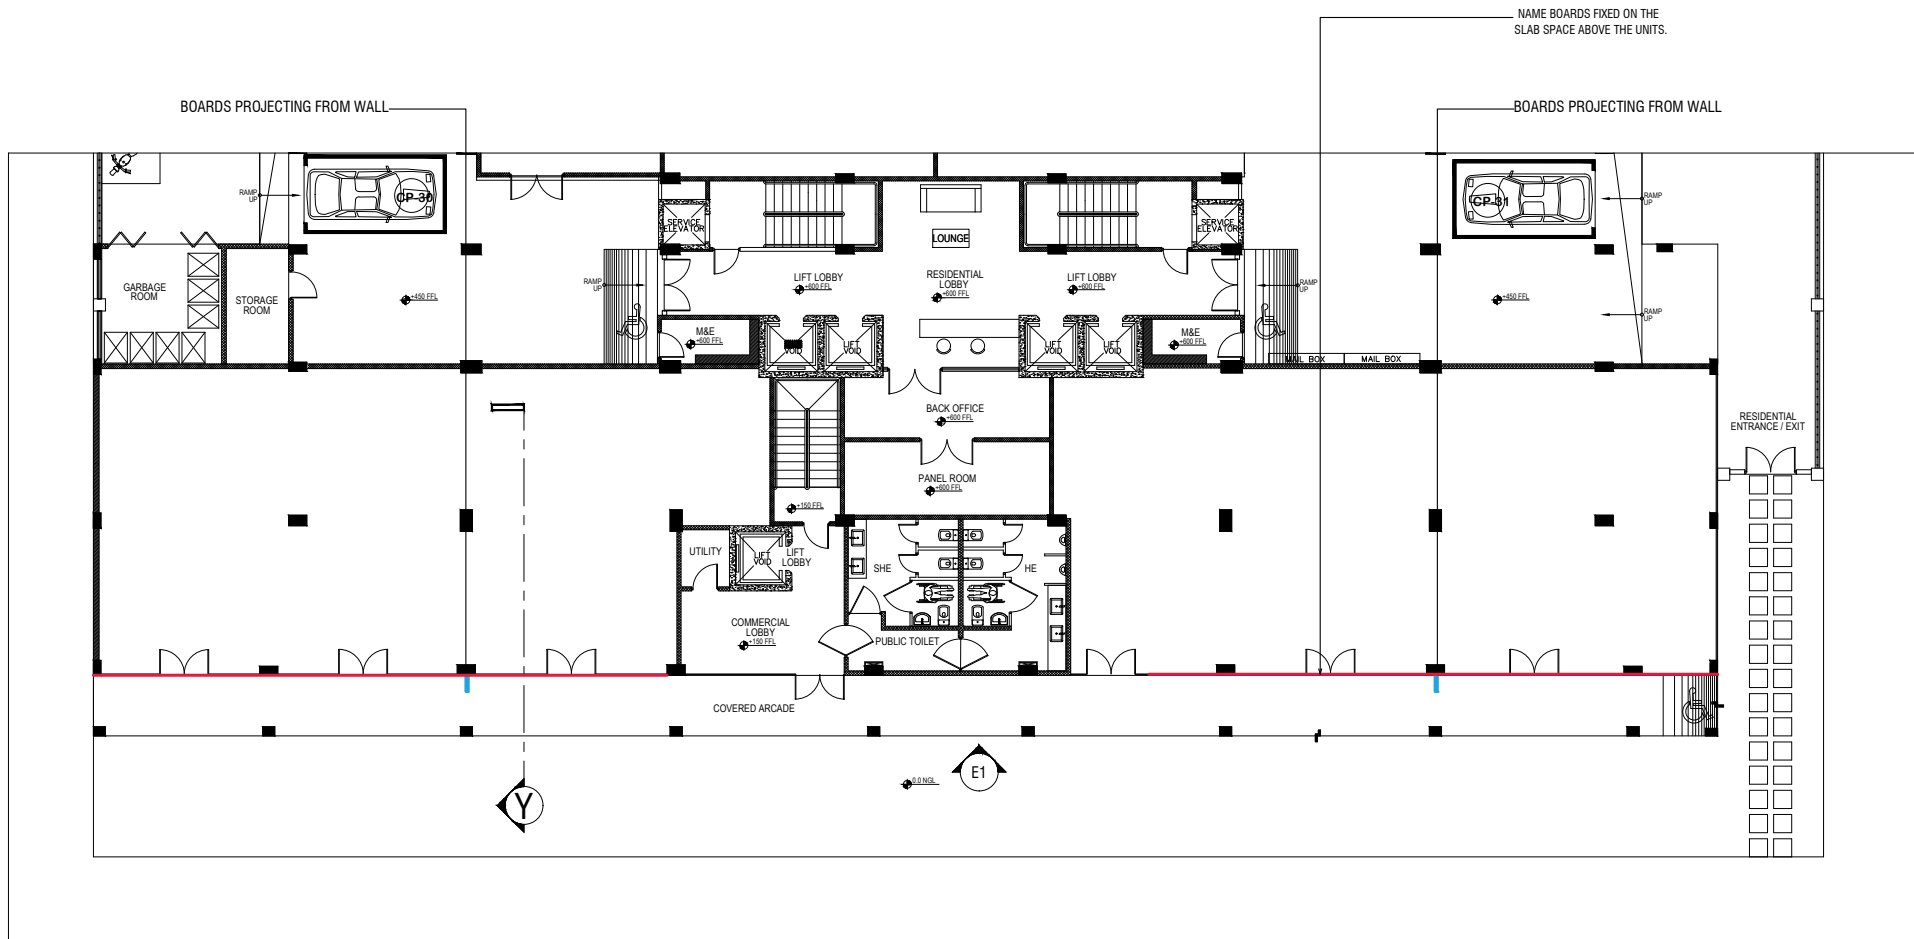 NAME BOARDS FIXED ON THE
SLAB SPACE ABOVE THE UNITS.
BOARDS PROJECTING FROM WALL
BOARDS PROJECTING FROM WALL
RAMP
UP
CP-30
CP-31
RAMP
UP
SERVICE
ELEVATOR
SERVICE
ELEVATOR
LOUNGE
GARBAGE
ROOM
STORAGE
ROOM
+450 FFL
RAMP
UP
LIFT LOBBY
+600 FFL
RESIDENTIAL
LOBBY
+600 FFL
LIFT LOBBY
+600 FFL
RAMP
UP
+450 FFL
RAMP
UP
M&E
+600 FFL
VOID
LIFT
VOID
LIFT
VOID
LIFT
VOID
M&E
+600 FFL
MAIL BOX
MAIL BOX
BACK OFFICE
+600 FFL
RESIDENTIAL
ENTRANCE / EXIT
PANEL ROOM
+600 FFL
+150 FFL
UTILITY
LIFT
VOID
LIFT
LOBBY
SHE
HE
COMMERCIAL
LOBBY
+150 FFL
PUBLIC TOILET
COVERED ARCADE
E1
0.0 NGL
Y